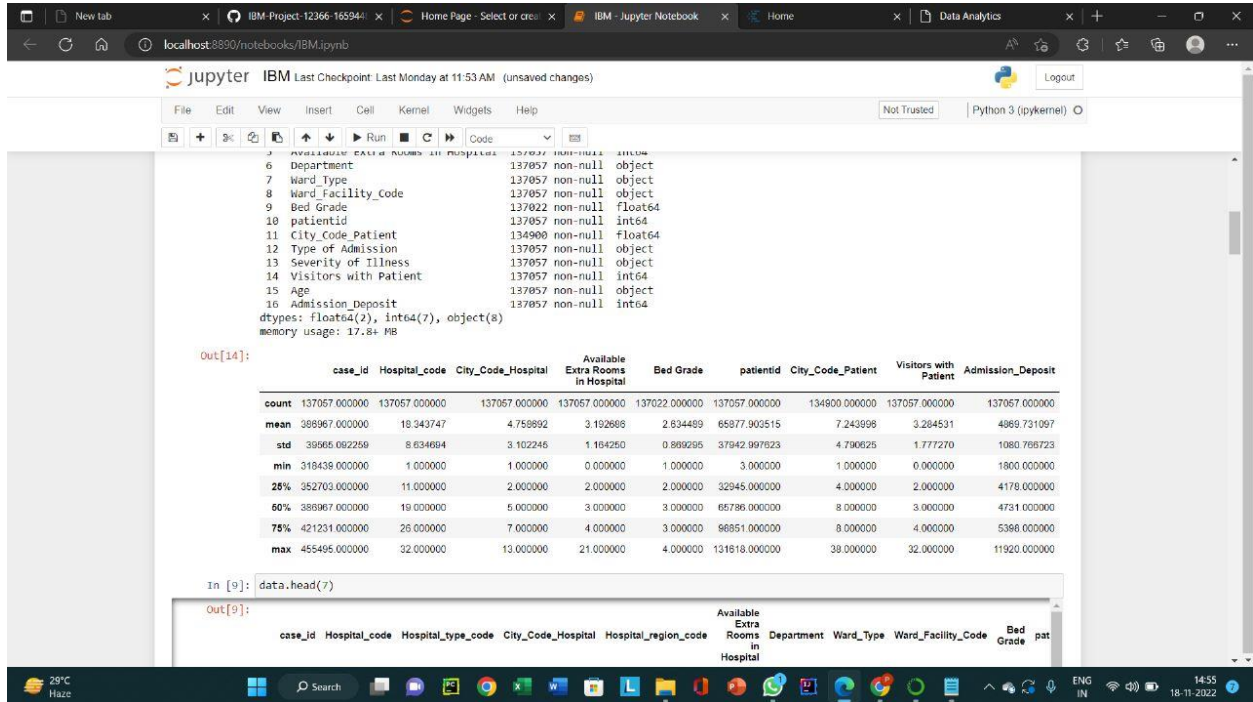 New tab IBM-Project-12366-165944 Home Page - Select or creat IBM - Jupyter Notebook Home Data Analytics
localhost:8890/notebooks/IBM.ipynb
jupyter IBM Last Checkpoint: Last Monday at 11:53 AM (unsaved changes) Logout
File Edit View Insert Cell Kernel Widgets Help Not Trusted Python 3 (ipykernel)
Run Code
5 Available Extra Rooms in Hospital 137057 non-null int64
6 Department 137057 non-null object
7 Ward_Type 137057 non-null object
8 Ward_Facility_Code 137057 non-null object
9 Bed Grade 137022 non-null float64
10 patientid 137057 non-null int64
11 City_Code_Patient 134900 non-null float64
12 Type of Admission 137057 non-null object
13 Severity of Illness 137057 non-null object
14 Visitors with Patient 137057 non-null int64
15 Age 137057 non-null object
16 Admission_Deposit 137057 non-null int64
dtypes: float64(2), int64(7), object(8)
memory usage: 17.8+ MB
Out[14]:
case_id Hospital_code City_Code_Hospital Available Extra Rooms in Hospital Bed Grade patientid City_Code_Patient Visitors with Patient Admission_Deposit
count 137057.000000 137057.000000 137057.000000 137057.000000 137022.000000 137057.000000 134900.000000 137057.000000 137057.000000
mean 386967.000000 18.343747 4.758692 3.192686 2.634489 65877.903515 7.243996 3.284531 4869.731097
std 39565.092259 8.634694 3.102245 1.164250 0.869295 37942.997623 4.790625 1.777270 1080.766723
min 318439.000000 1.000000 1.000000 0.000000 1.000000 3.000000 1.000000 0.000000 1800.000000
25% 352703.000000 11.000000 2.000000 2.000000 2.000000 32945.000000 4.000000 2.000000 4178.000000
50% 386967.000000 19.000000 5.000000 3.000000 3.000000 65786.000000 8.000000 3.000000 4731.000000
75% 421231.000000 26.000000 7.000000 4.000000 3.000000 98851.000000 8.000000 4.000000 5398.000000
max 455495.000000 32.000000 13.000000 21.000000 4.000000 131618.000000 38.000000 32.000000 11920.000000
In [9]: data.head(7)
Out[9]:
case_id Hospital_code Hospital_type_code City_Code_Hospital Hospital_region_code Available Extra Rooms in Hospital Department Ward_Type Ward_Facility_Code Bed Grade pat
29°C Search ENG 14:55
Haze IN 18-11-2022